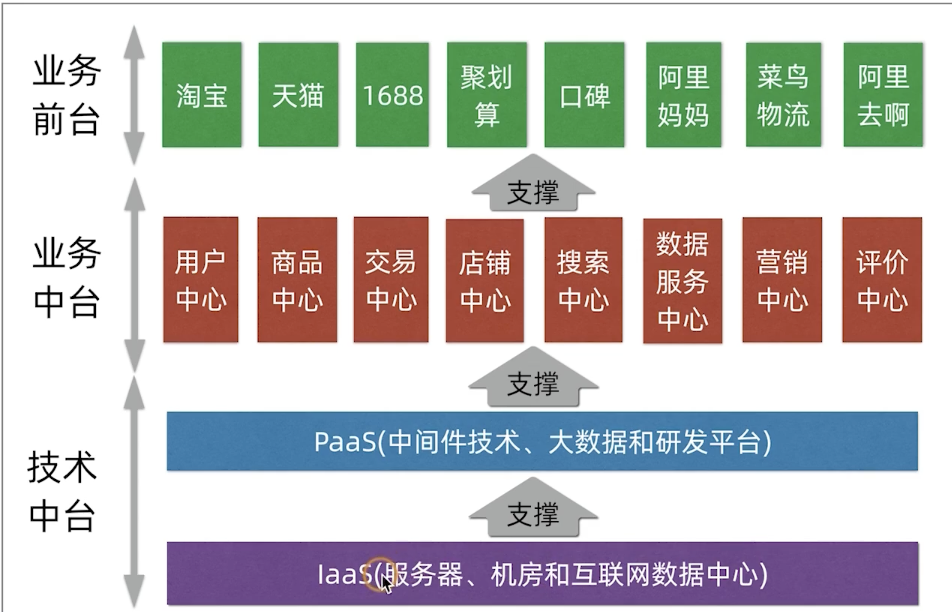 业务
前台
淘宝
天猫
1688
聚划
算
口碑
阿里
妈妈
菜鸟
物流
阿里
去啊
支撑
业务
中台
用户
中心
商品
中心
交易
中心
店铺
中心
搜索
中心
数据
服务
中心
营销
中心
评价
中心
支撑
技术
中台
PaaS(中间件技术、大数据和研发平台)
支撑
IaaS(服务器、机房和互联网数据中心)